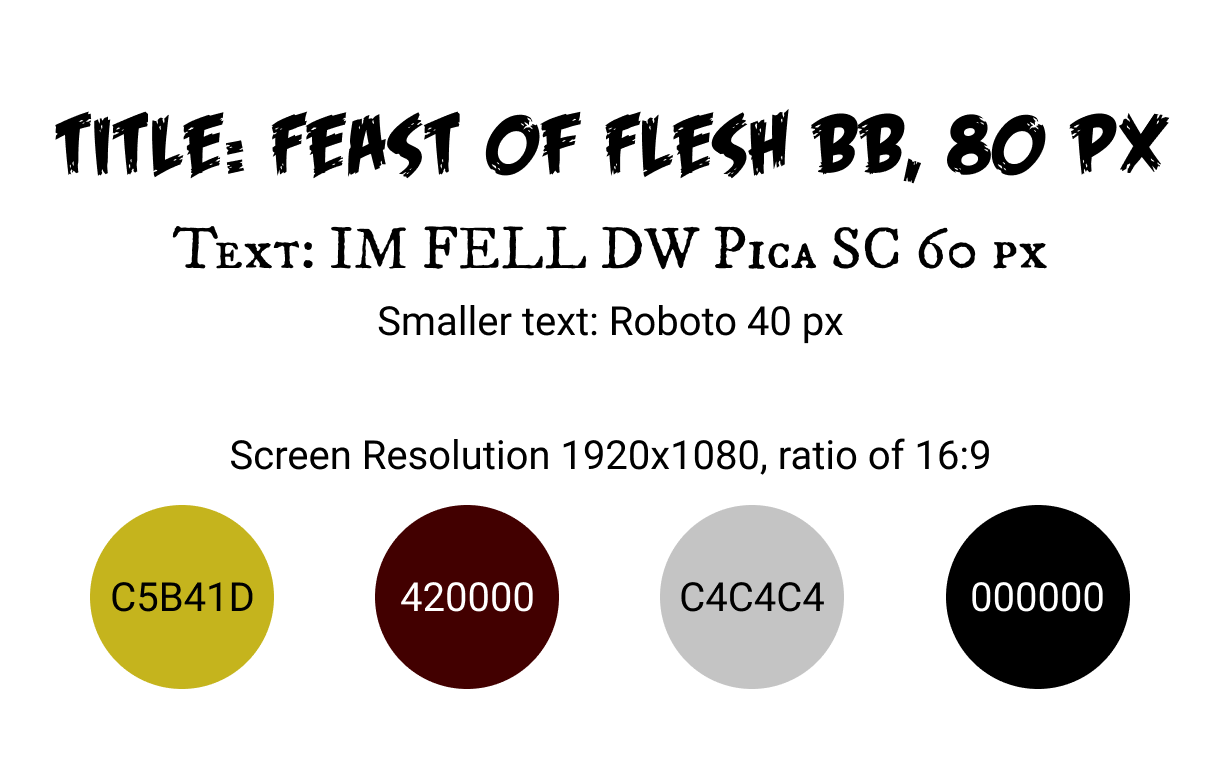 TITLE: FEAST OF FLESH BB, 80 PX
Text: IM FELL DW Pica SC 60 px
Smaller text: Roboto 40 px
Screen Resolution 1920x1080, ratio of 16:9
C5B41D 420000 C4C4C4 000000